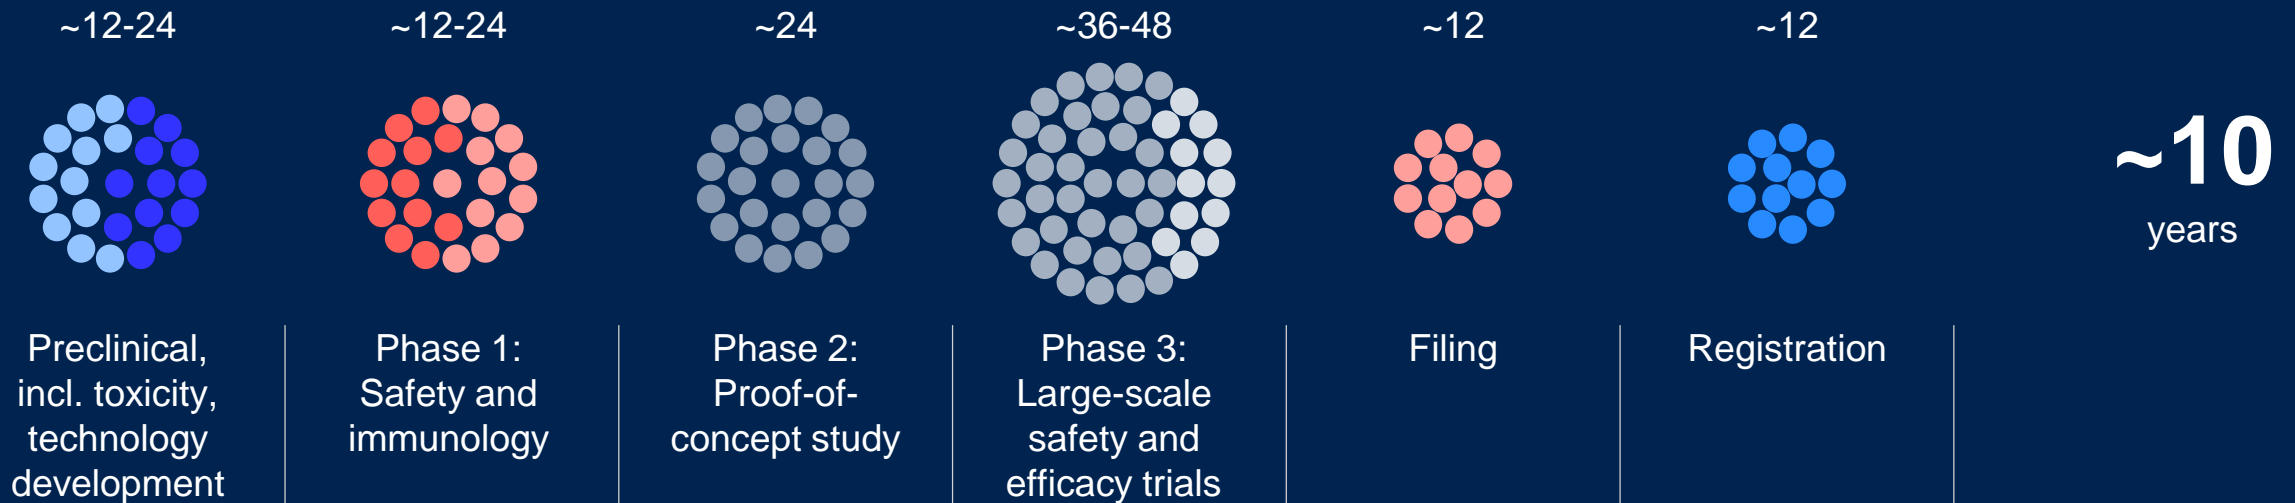 ~12-24
~12-24
~24
~36-48
~12
~12
~10
years
Preclinical,
incl. toxicity,
technology
development
Phase 1:
Safety and
immunology
Phase 2:
Proof-of-
concept study
Phase 3:
Large-scale
safety and
efficacy trials
Filing
Registration